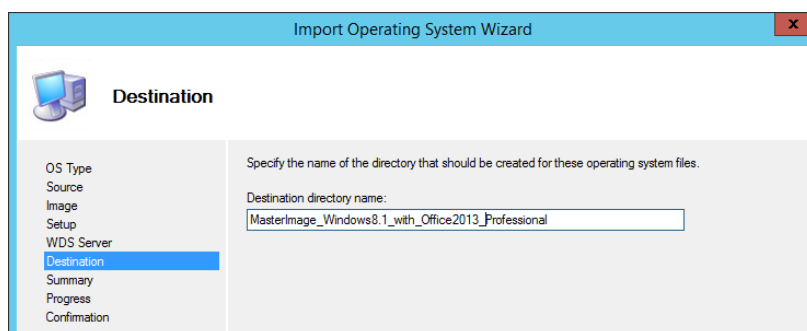 Import Operating System Wizard
x
Destination
OS Type
Source
Image
Setup
WDS Server
Destination
Summary
Progress
Confirmation
Specify the name of the directory that should be created for these operating system files.
Destination directory name:
MasterImage_Windows8.1_with_Office2013_Professional